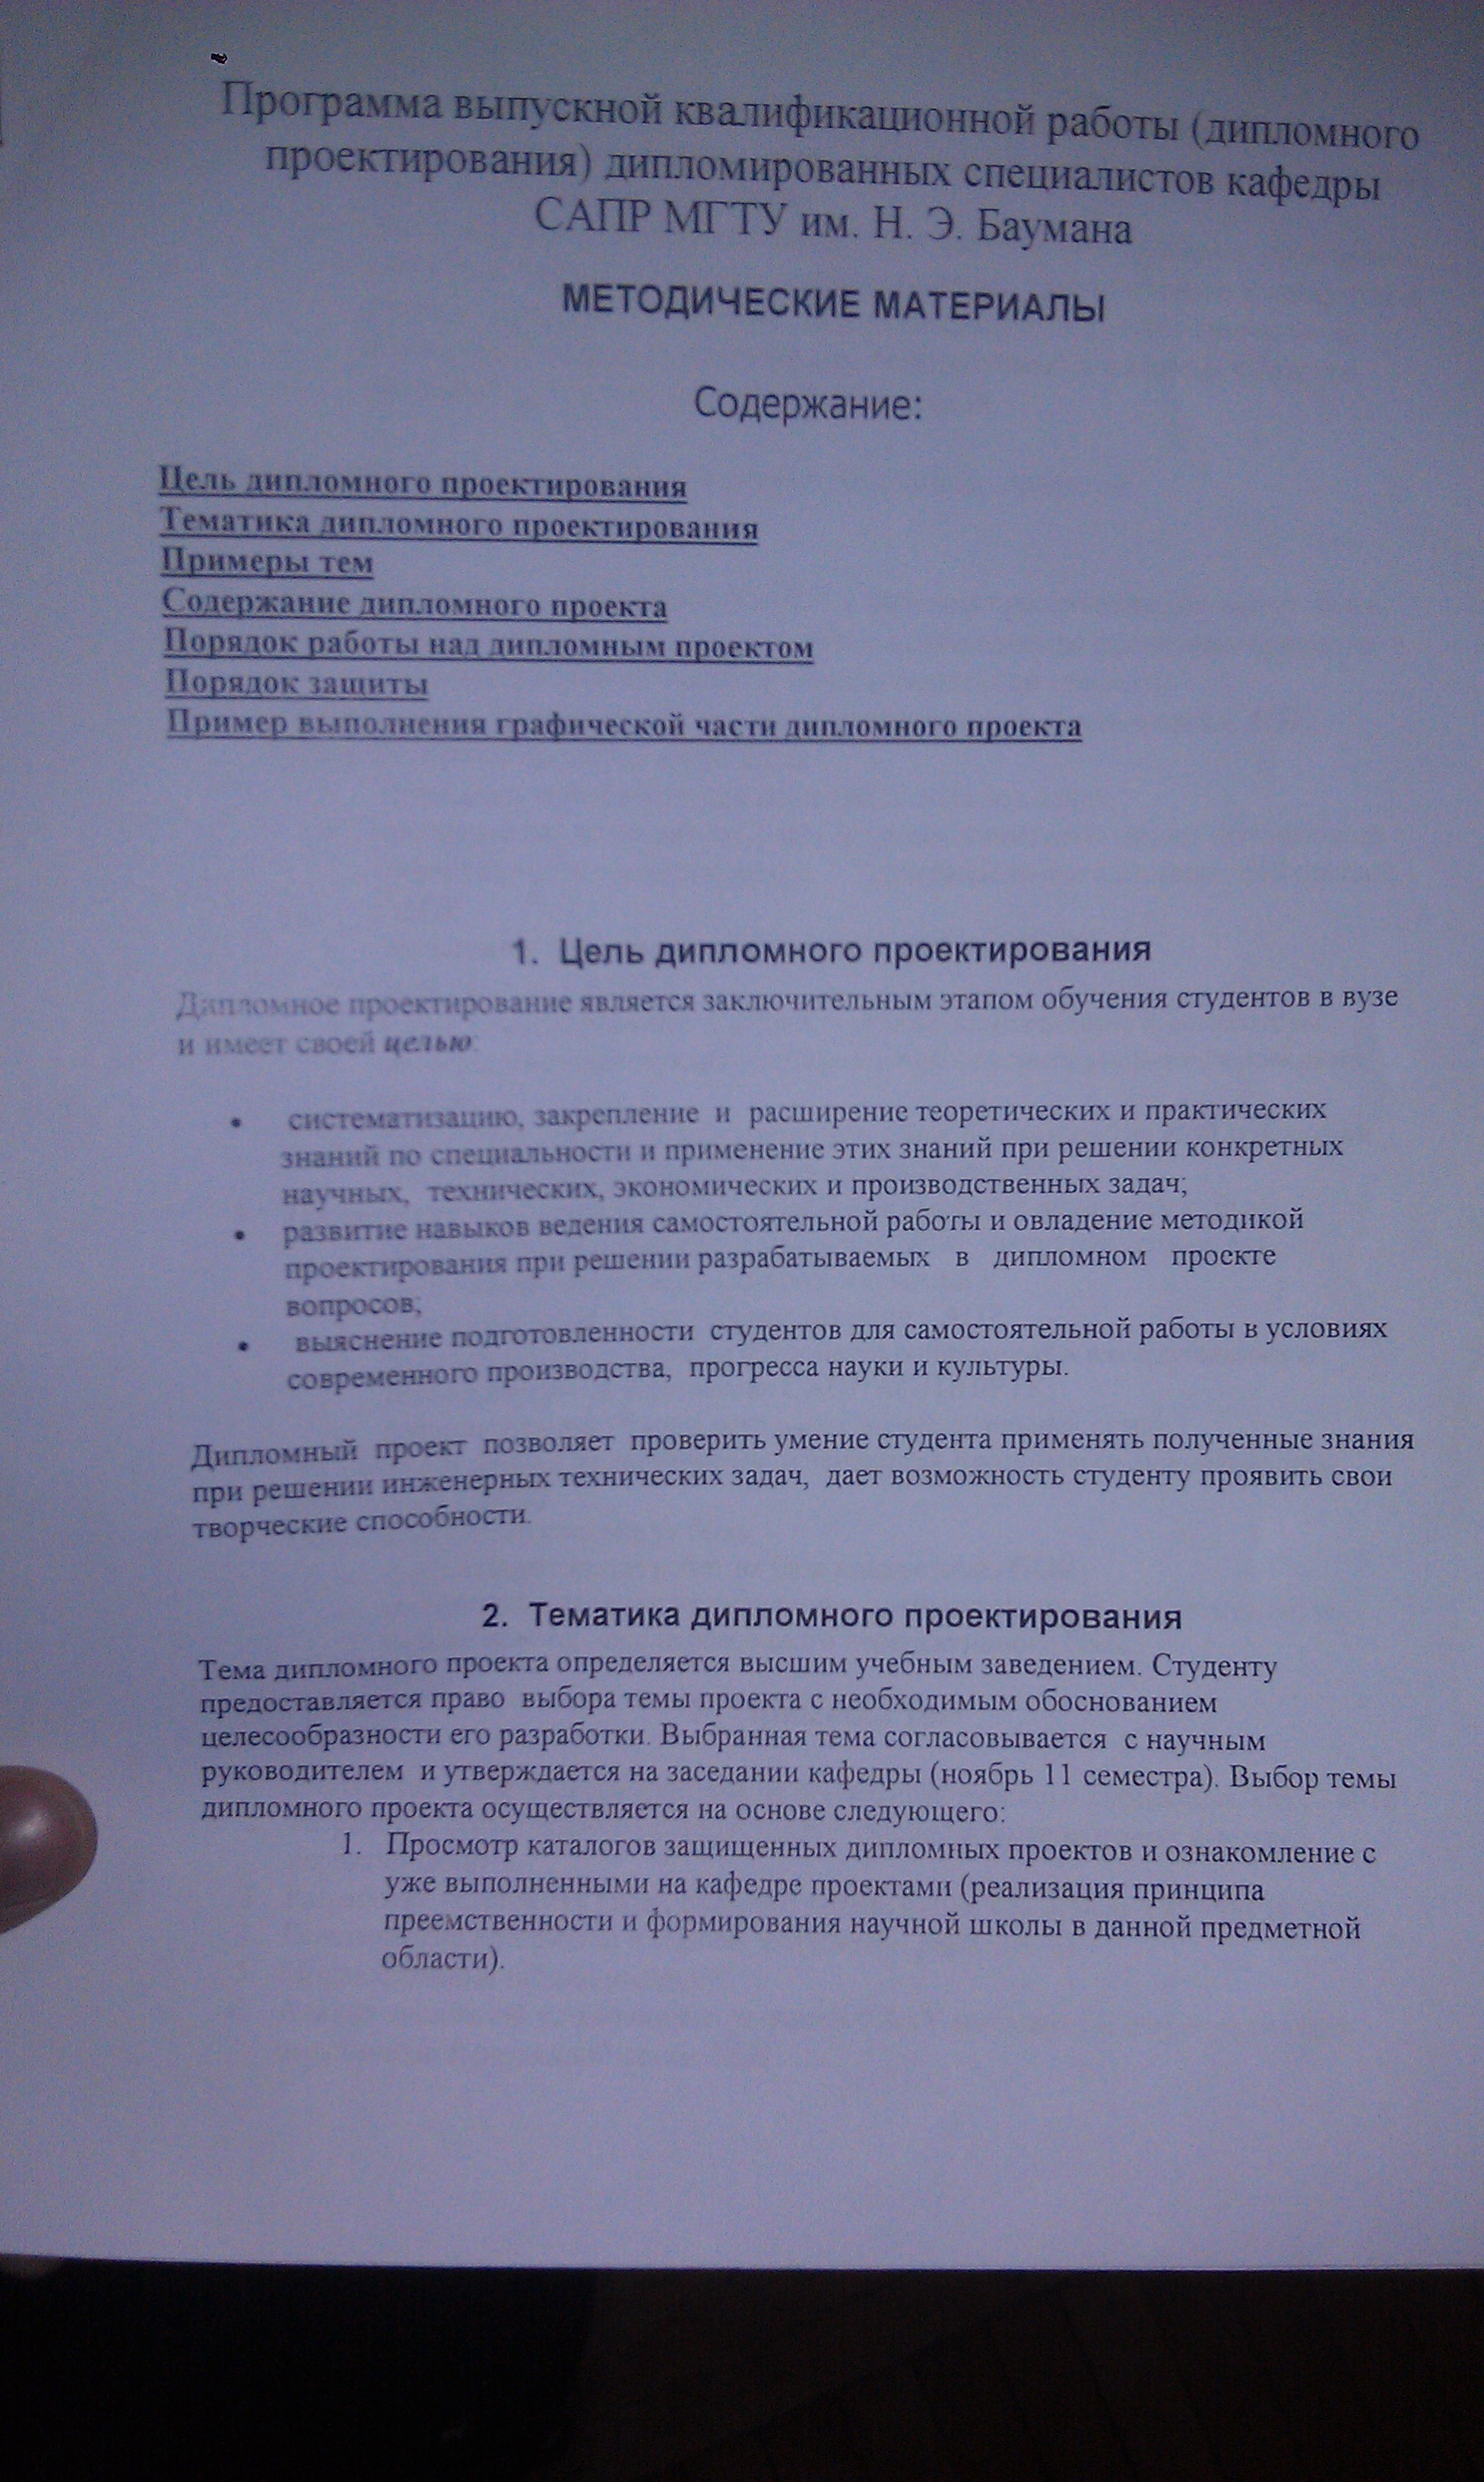 Программа выпускной квалификационной работы (дипломного
проектирования) дипломированных специалистов кафедры
САПР МГТУ им. Н. Э. Баумана
МЕТОДИЧЕСКИЕ МАТЕРИАЛЫ
Содержание:
Цель дипломного проектирования
Тематика дипломного проектирования
Примеры тем
Содержание дипломного проекта
Порядок работы над дипломным проектом
Порядок защиты
Пример выполнения графической части дипломного проекта
1. Цель дипломного проектирования
Дипломное проектирование является заключительным этапом обучения студентов в вузе
и имеет своей целью:
• систематизацию, закрепление и расширение теоретических и практических
знаний по специальности и применение этих знаний при решении конкретных
научных, технических, экономических и производственных задач;
• развитие навыков ведения самостоятельной работы и овладение методикой
проектирования при решении разрабатываемых в дипломном проекте
вопросов;
• выяснение подготовленности студентов для самостоятельной работы в условиях
современного производства, прогресса науки и культуры.
Дипломный проект позволяет проверить умение студента применять полученные знания
при решении инженерных технических задач, дает возможность студенту проявить свои
творческие способности.
2. Тематика дипломного проектирования
Тема дипломного проекта определяется высшим учебным заведением. Студенту
предоставляется право выбора темы проекта с необходимым обоснованием
целесообразности его разработки. Выбранная тема согласовывается с научным
руководителем и утверждается на заседании кафедры (ноябрь 11 семестра). Выбор темы
дипломного проекта осуществляется на основе следующего:
1. Просмотр каталогов защищенных дипломных проектов и ознакомление с
уже выполненными на кафедре проектами (реализация принципа
преемственности и формирования научной школы в данной предметной
области).